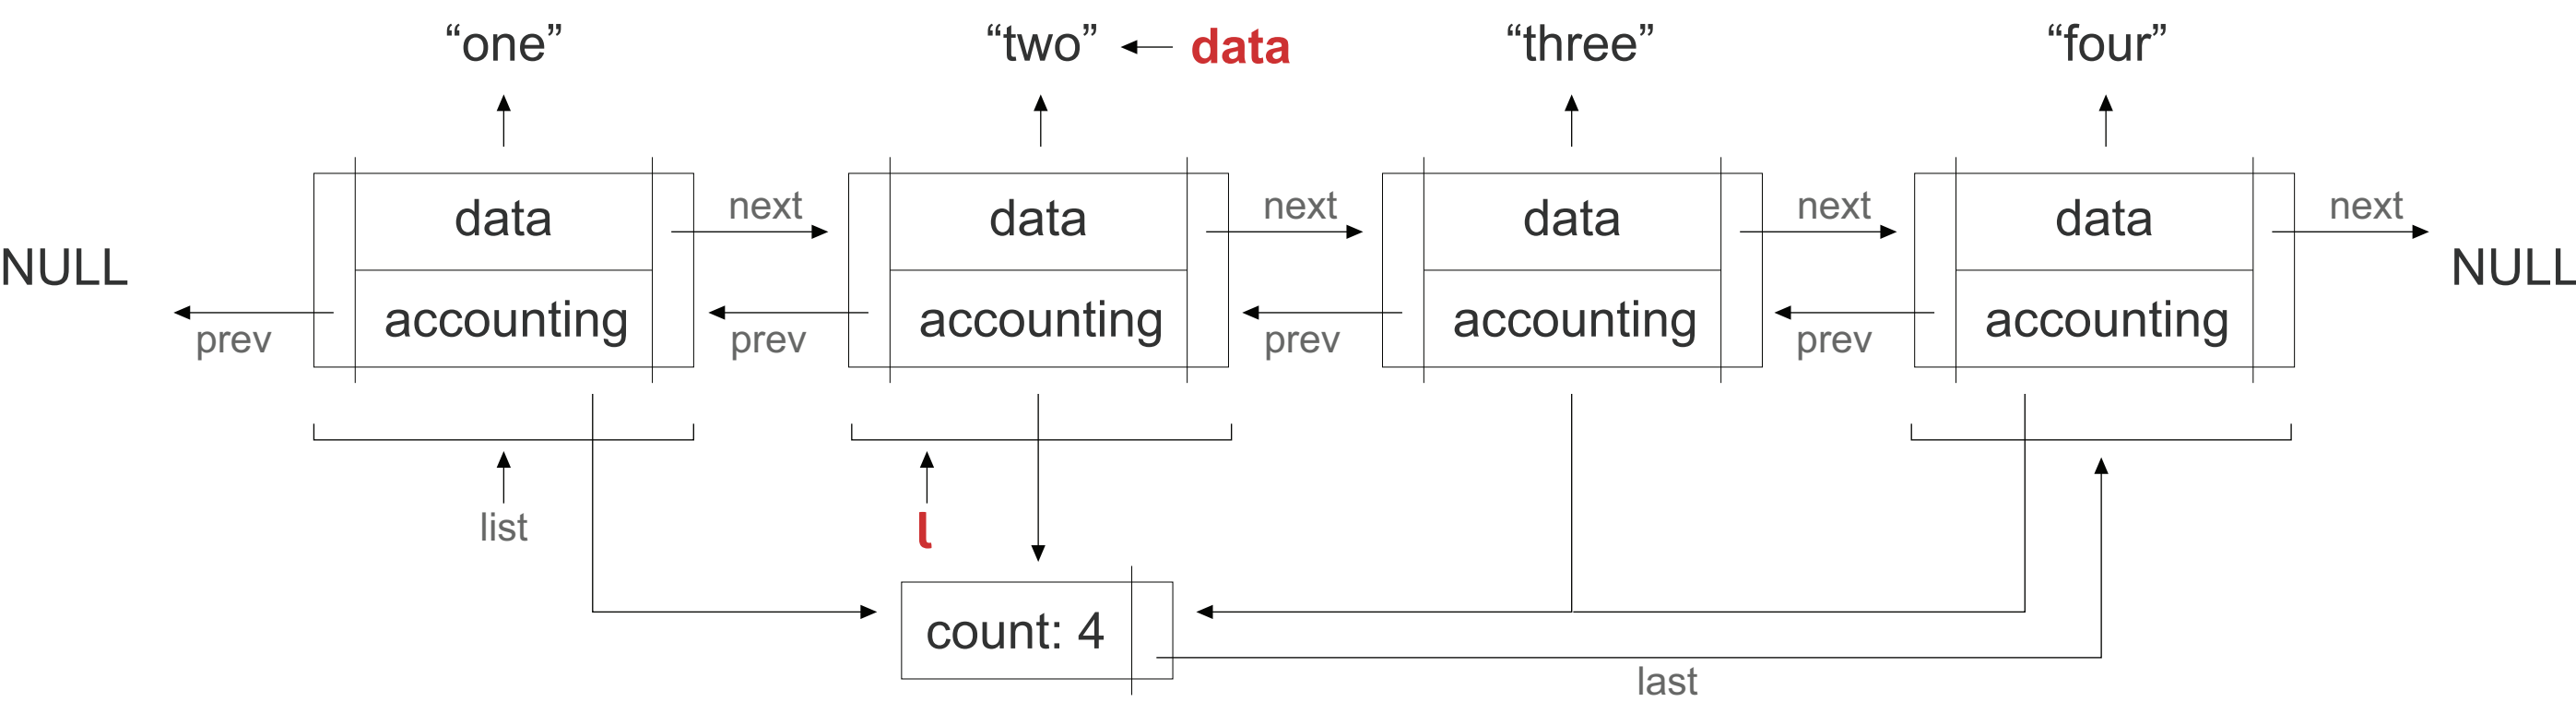 “one” “two” data “three” “four”
data next data next data next data next
NULL NULL
prev accounting prev accounting prev accounting prev accounting
list l
count: 4
last